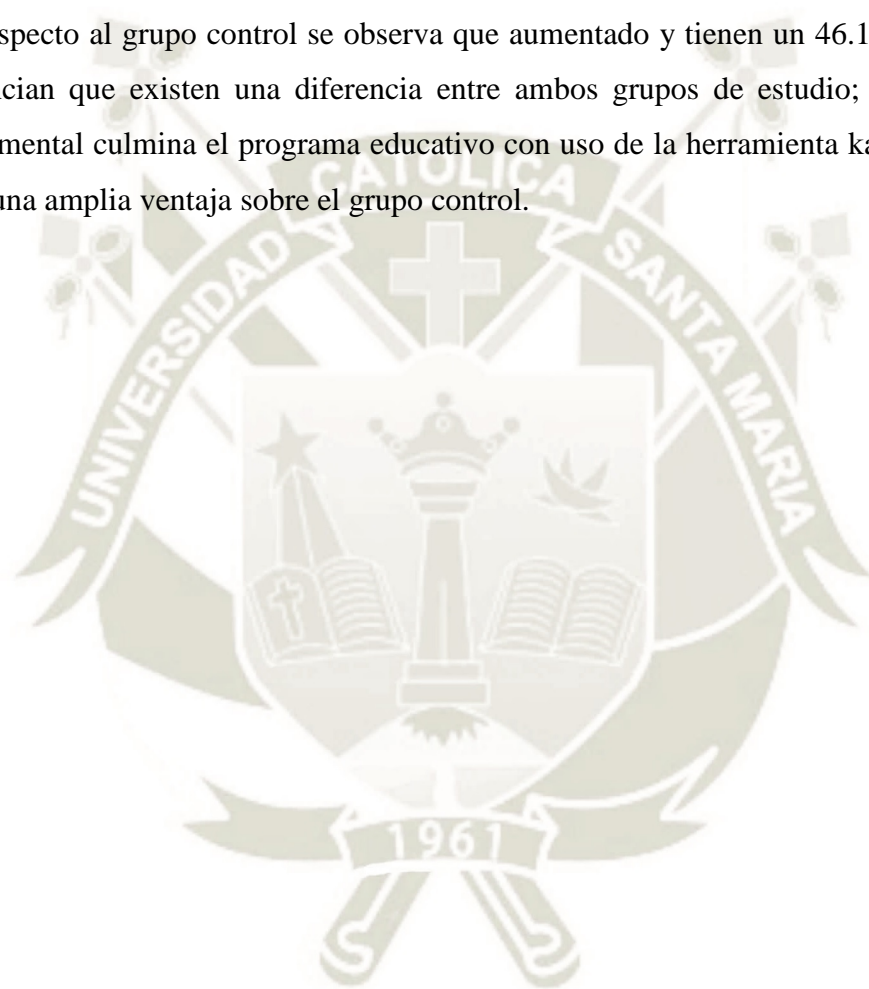 specto al grupo control se observa que aumentado y tienen un 46.1
cian que existen una diferencia entre ambos grupos de estudio;
mental culmina el programa educativo con uso de la herramienta ka
una amplia ventaja sobre el grupo control.
CATOLICA
UNIVERSIDAD
SANTA MARIA
1961
S
S